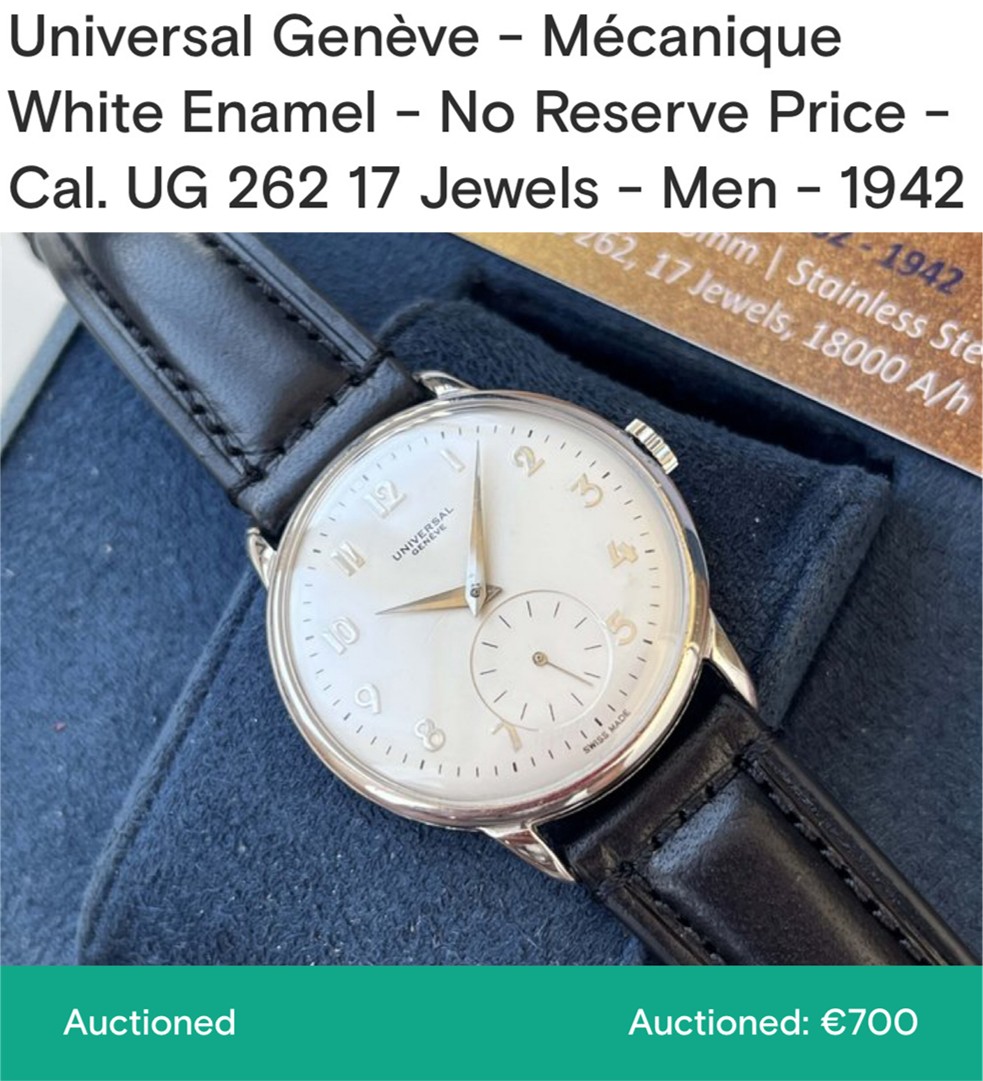 Universal Genève - Mécanique
White Enamel - No Reserve Price -
Cal. UG 262 17 Jewels - Men - 1942
- 1942
mm | Stainless Ste
262, 17 Jewels, 18000 A/h
12
1
2
3
4
5
7
8
9
10
11
UNIVERSAL
GENÈVE
SWISS MADE
Auctioned
Auctioned: €700